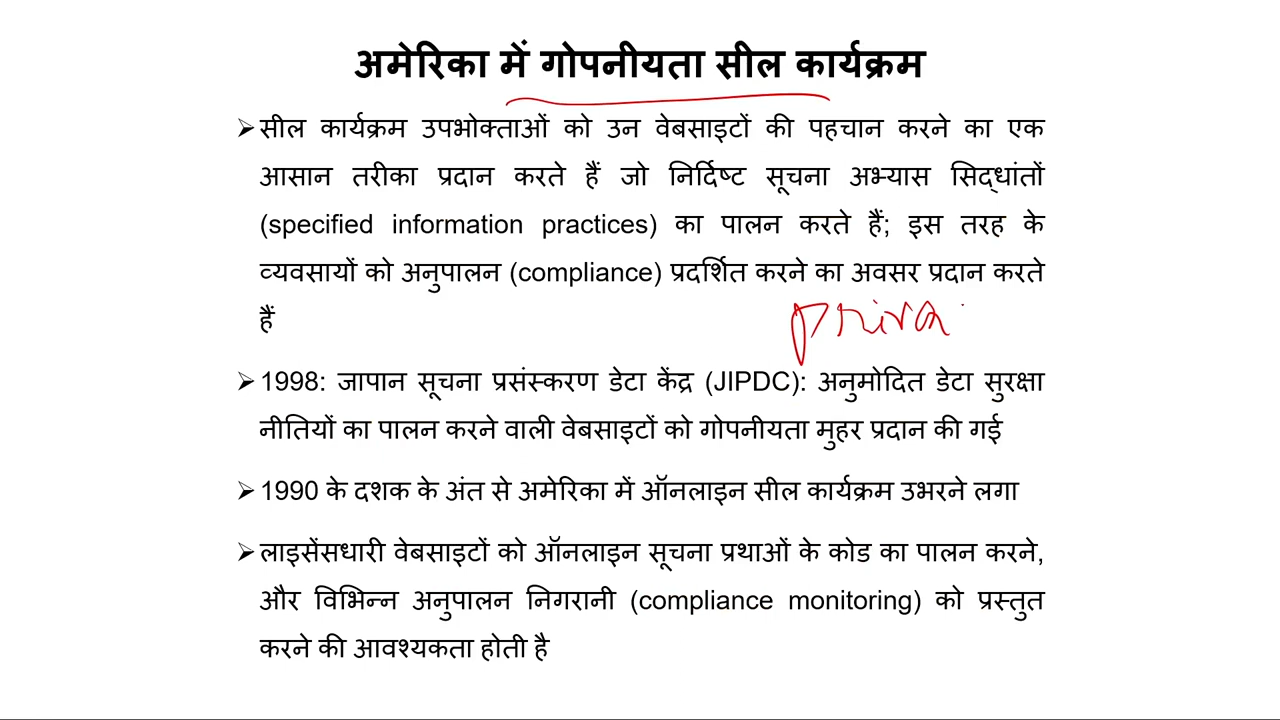 अमेरिका में गोपनीयता सील कार्यक्रम
➢ सील कार्यक्रम उपभोक्ताओं को उन वेबसाइटों की पहचान करने का एक
आसान तरीका प्रदान करते हैं जो निर्दिष्ट सूचना अभ्यास सिद्धांतों
(specified information practices) का पालन करते हैं; इस तरह के
व्यवसायों को अनुपालन (compliance) प्रदर्शित करने का अवसर प्रदान करते
हैं
➢ 1998: जापान सूचना प्रसंस्करण डेटा केंद्र (JIPDC): अनुमोदित डेटा सुरक्षा
नीतियों का पालन करने वाली वेबसाइटों को गोपनीयता मुहर प्रदान की गई
➢ 1990 के दशक के अंत से अमेरिका में ऑनलाइन सील कार्यक्रम उभरने लगा
➢ लाइसेंसधारी वेबसाइटों को ऑनलाइन सूचना प्रथाओं के कोड का पालन करने,
और विभिन्न अनुपालन निगरानी (compliance monitoring) को प्रस्तुत
करने की आवश्यकता होती है